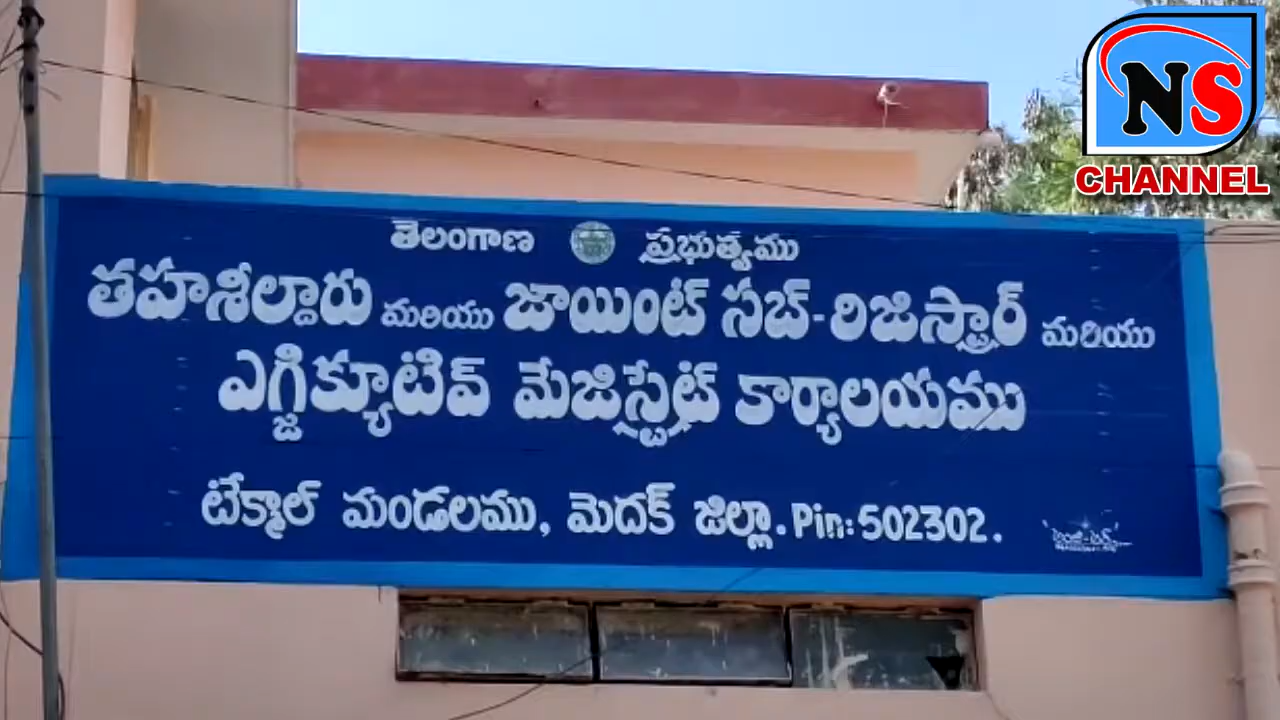 NS
CHANNEL
తెలంగాణ ప్రభుత్వము
తహశీల్దారు మరియు జాయింట్ సబ్-రిజిస్ట్రార్ మరియు
ఎగ్జిక్యూటివ్ మేజిస్ట్రేట్ కార్యాలయము
టేక్మాల్ మండలము, మెదక్ జిల్లా. Pin:502302.